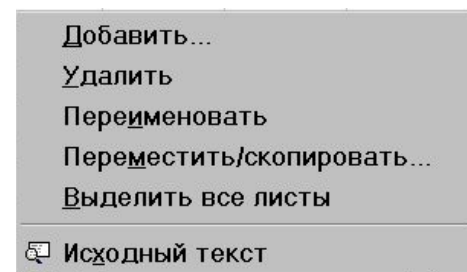 Добавить...
Удалить
Переименовать
Переместить/скопировать...
Выделить все листы
Исходный текст